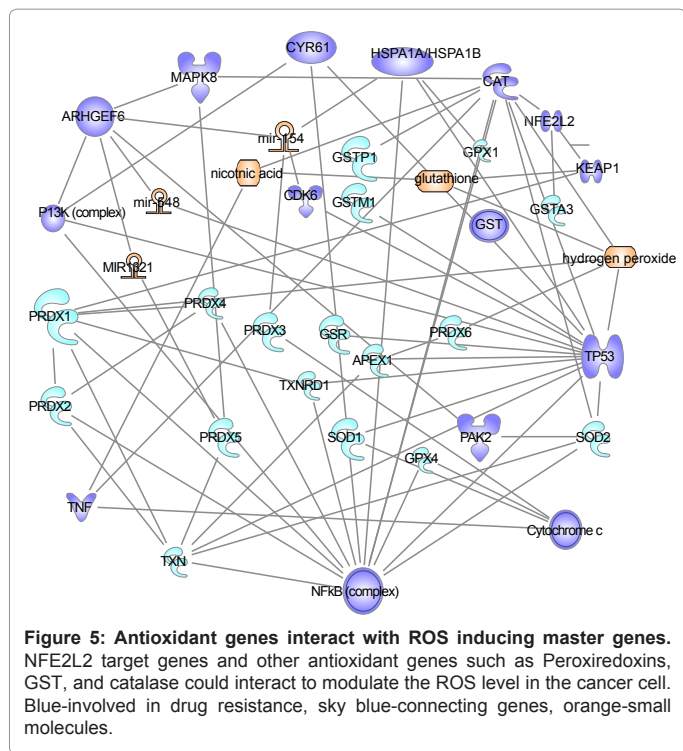 CYR61
HSPA1A/HSPA1B
MAPK8
CAT
NFE2L2
ARHGEF6
mir-154
GSTP1
GPX1
KEAP1
nicotnic acid
glutathione
mir-548
CDK6
GSTM1
GSTA3
P13K (complex)
GST
MIR1321
hydrogen peroxide
PRDX1
PRDX4
PRDX3
GSR
PRDX6
APEX1
TP53
TXNRD1
PRDX2
PRDX5
SOD1
PAK2
SOD2
GPX4
TNF
Cytochrome c
TXN
NFkB (complex)
Figure 5: Antioxidant genes interact with ROS inducing master genes.
NFE2L2 target genes and other antioxidant genes such as Peroxiredoxins,
GST, and catalase could interact to modulate the ROS level in the cancer cell.
Blue-involved in drug resistance, sky blue-connecting genes, orange-small
molecules.